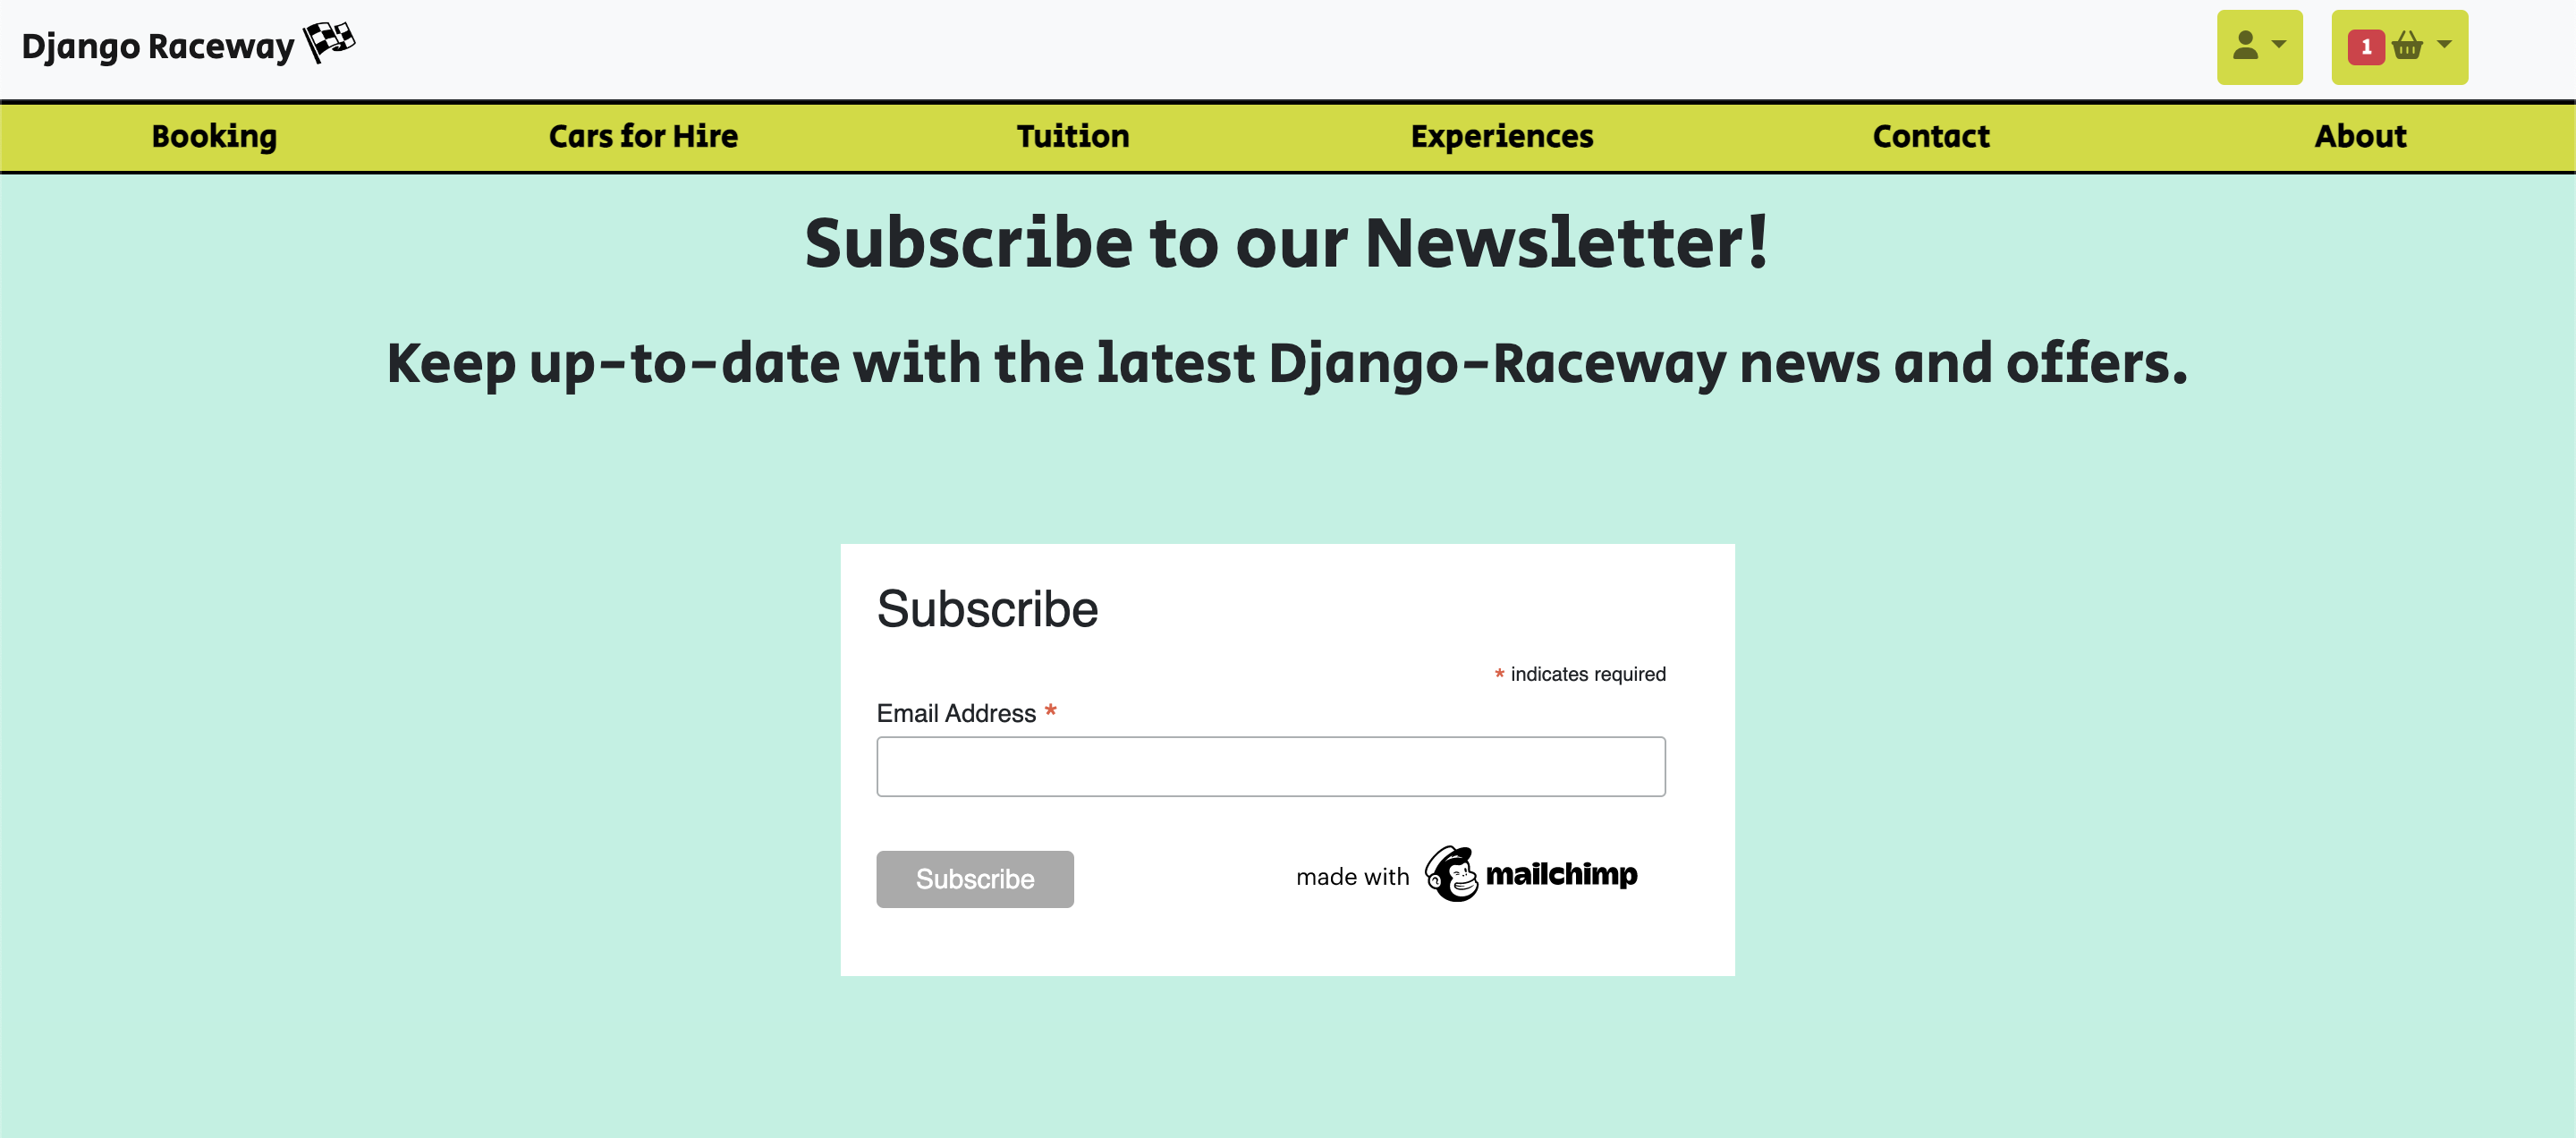 Django Raceway
1
Booking Cars for Hire Tuition Experiences Contact About
Subscribe to our Newsletter!
Keep up-to-date with the latest Django-Raceway news and offers.
Subscribe
* indicates required
Email Address *
Subscribe
made with mailchimp